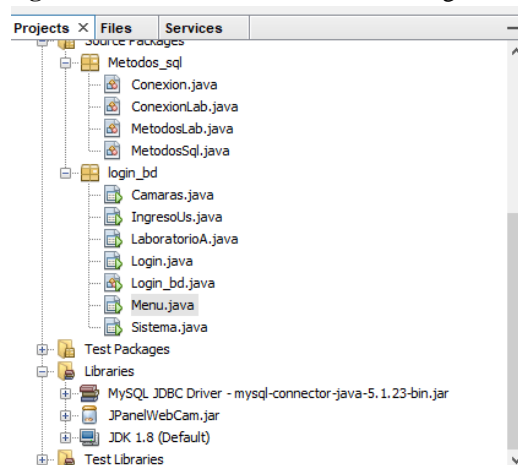 Projects × Files Services
Source Packages
Metodos_sql
Conexion.java
ConexionLab.java
MetodosLab.java
MetodosSql.java
login_bd
Camaras.java
IngresoUs.java
LaboratorioA.java
Login.java
Login_bd.java
Menu.java
Sistema.java
Test Packages
Libraries
MySQL JDBC Driver - mysql-connector-java-5.1.23-bin.jar
JPanelWebCam.jar
JDK 1.8 (Default)
Test Libraries